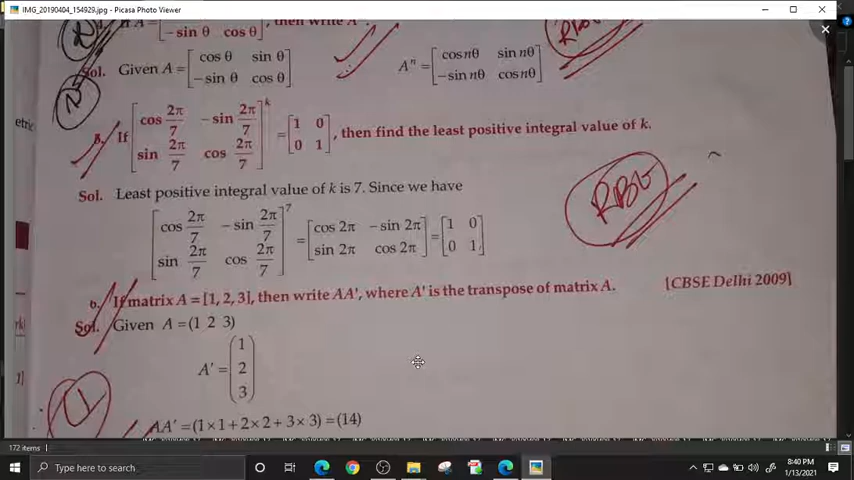 IMG_20190404_154929.jpg - Picasa Photo Viewer
If A = [ −sin θ cos θ ], then write A
Sol. Given A = [ cos θ sin θ −sin θ cos θ ]
Aⁿ = [ cos nθ sin nθ −sin nθ cos nθ ]
If [ cos 2π/7 −sin 2π/7 sin 2π/7 cos 2π/7 ]ᵏ = [ 1 0 0 1 ], then find the least positive integral value of k.
Sol. Least positive integral value of k is 7. Since we have
RBG
[ cos 2π/7 −sin 2π/7 sin 2π/7 cos 2π/7 ]⁷ = [ cos 2π −sin 2π sin 2π cos 2π ] = [ 1 0 0 1 ]
If matrix A = [1, 2, 3], then write AA′, where A′ is the transpose of matrix A. [CBSE Delhi 2009]
Sol. Given A = (1 2 3)
A′ = ( 1 2 3 )
AA′ = (1×1 + 2×2 + 3×3) = (14)
172 items
Type here to search
8:40 PM
1/13/2021